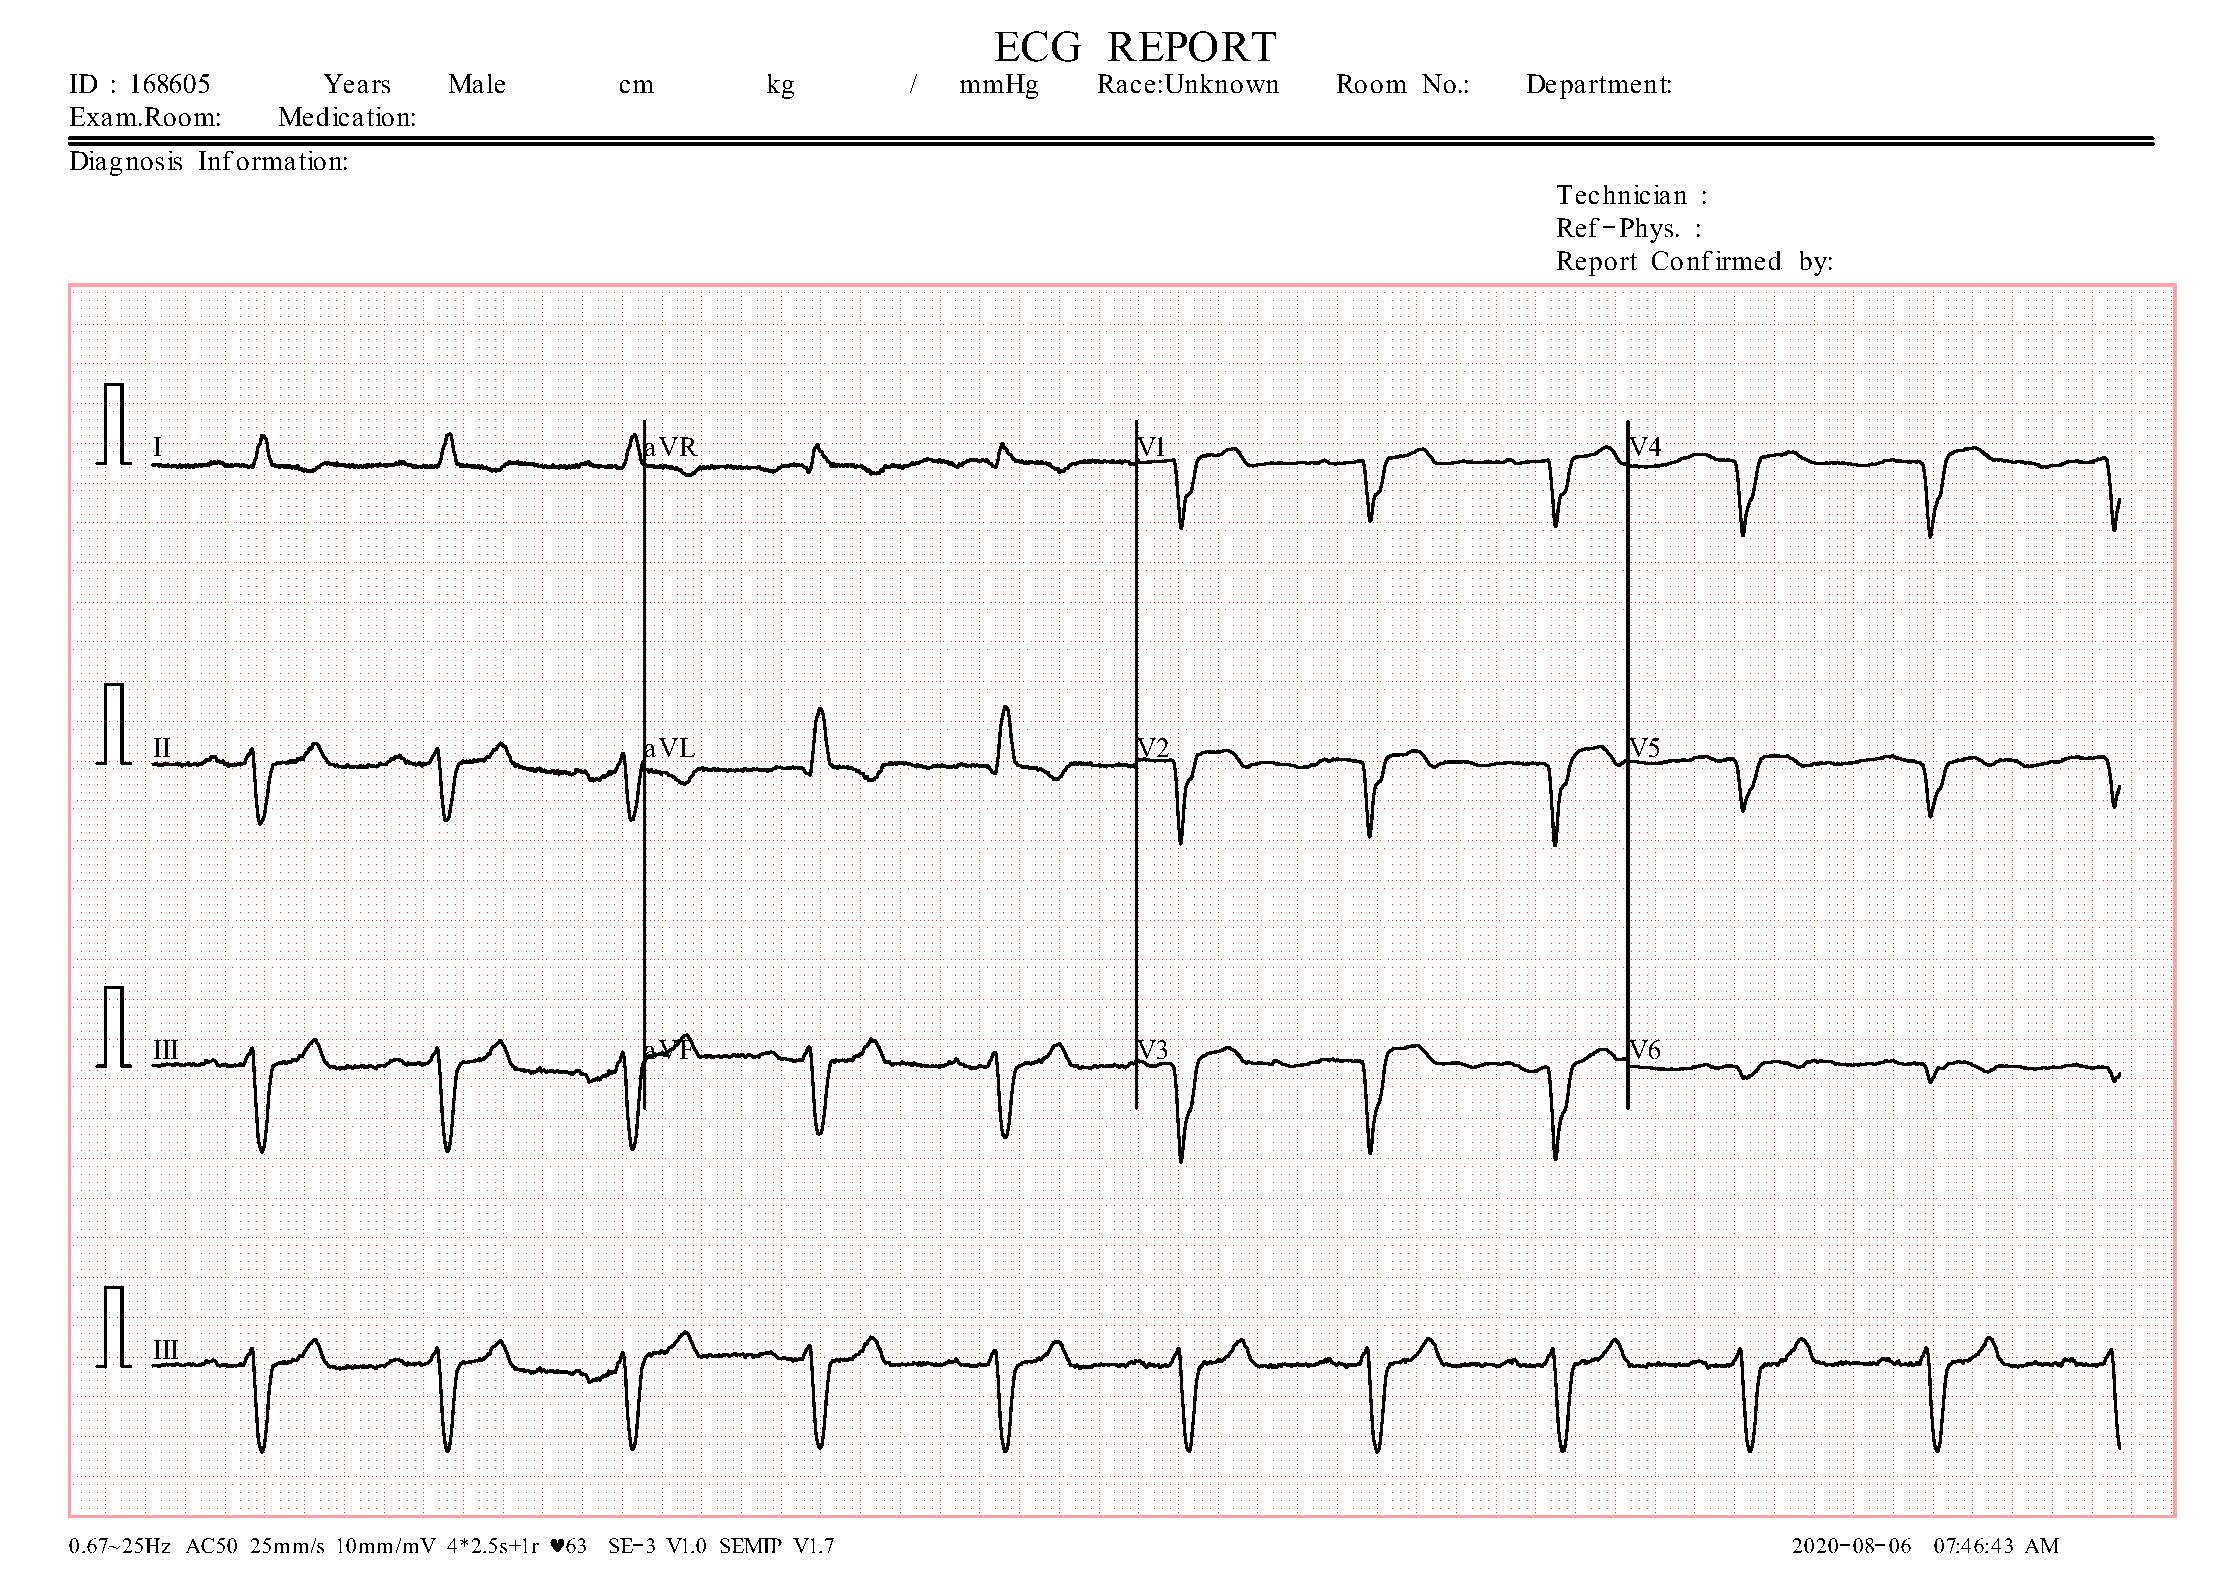 ECG REPORT
ID : 168605 Years Male cm kg / mmHg Race:Unknown Room No.: Department:
Exam.Room: Medication:
Diagnosis Information:
Technician :
Ref-Phys. :
Report Confirmed by:
I aVR V1 V4
II aVL V2 V5
III aVF V3 V6
III
0.67~25Hz AC50 25mm/s 10mm/mV 4*2.5s+1r ♥63 SE-3 V1.0 SEMIP V1.7 2020-08-06 07:46:43 AM